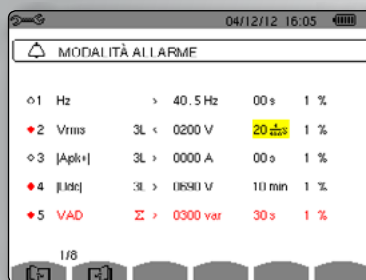 04/12/12 16:05
MODALITÀ ALLARME
1 Hz > 40.5 Hz 00 s 1 %
2 Vrms 3L < 0200 V 20 s 1 %
3 |Apk+| 3L > 0000 A 00 s 1 %
4 |Udc| 3L > 0690 V 10 min 1 %
5 VAD Σ > 0300 var 30 s 1 %
1/8